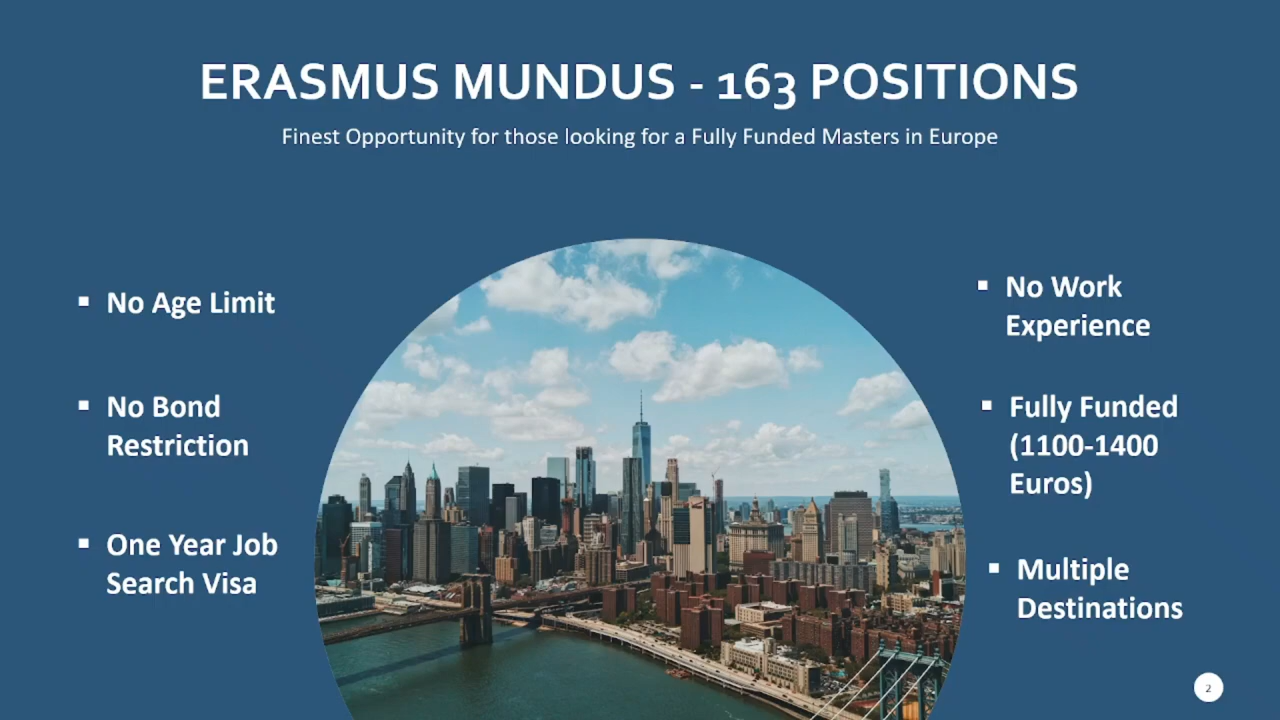 ERASMUS MUNDUS - 163 POSITIONS
Finest Opportunity for those looking for a Fully Funded Masters in Europe
▪ No Age Limit
▪ No Bond
Restriction
▪ One Year Job
Search Visa
▪ No Work
Experience
▪ Fully Funded
(1100-1400
Euros)
▪ Multiple
Destinations
2